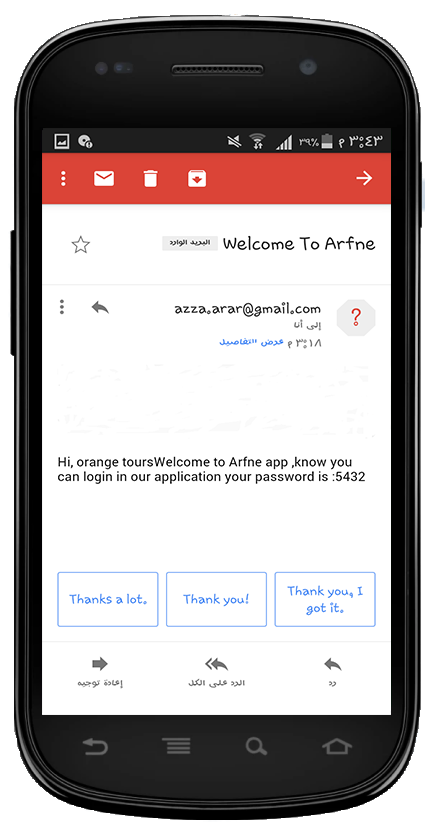 م ٣:٤٣ ٣٩%
Welcome To Arfne البريد الوارد
azza.arar@gmail.com
إلى أنا
٣:١٨ م عرض التفاصيل
Hi, orange toursWelcome to Arfne app ,know you
can login in our application your password is :5432
Thanks a lot. Thank you! Thank you, I
got it.
رد الرد على الكل إعادة توجيه